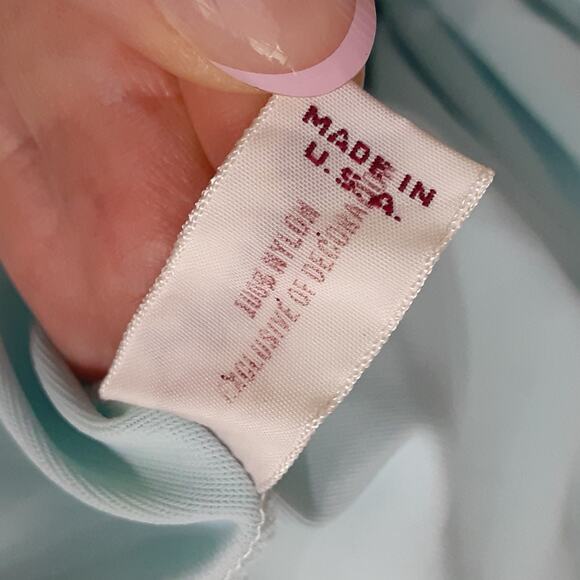 MADE IN
U.S.A.
100% NYLON
EXCLUSIVE OF DECORATION